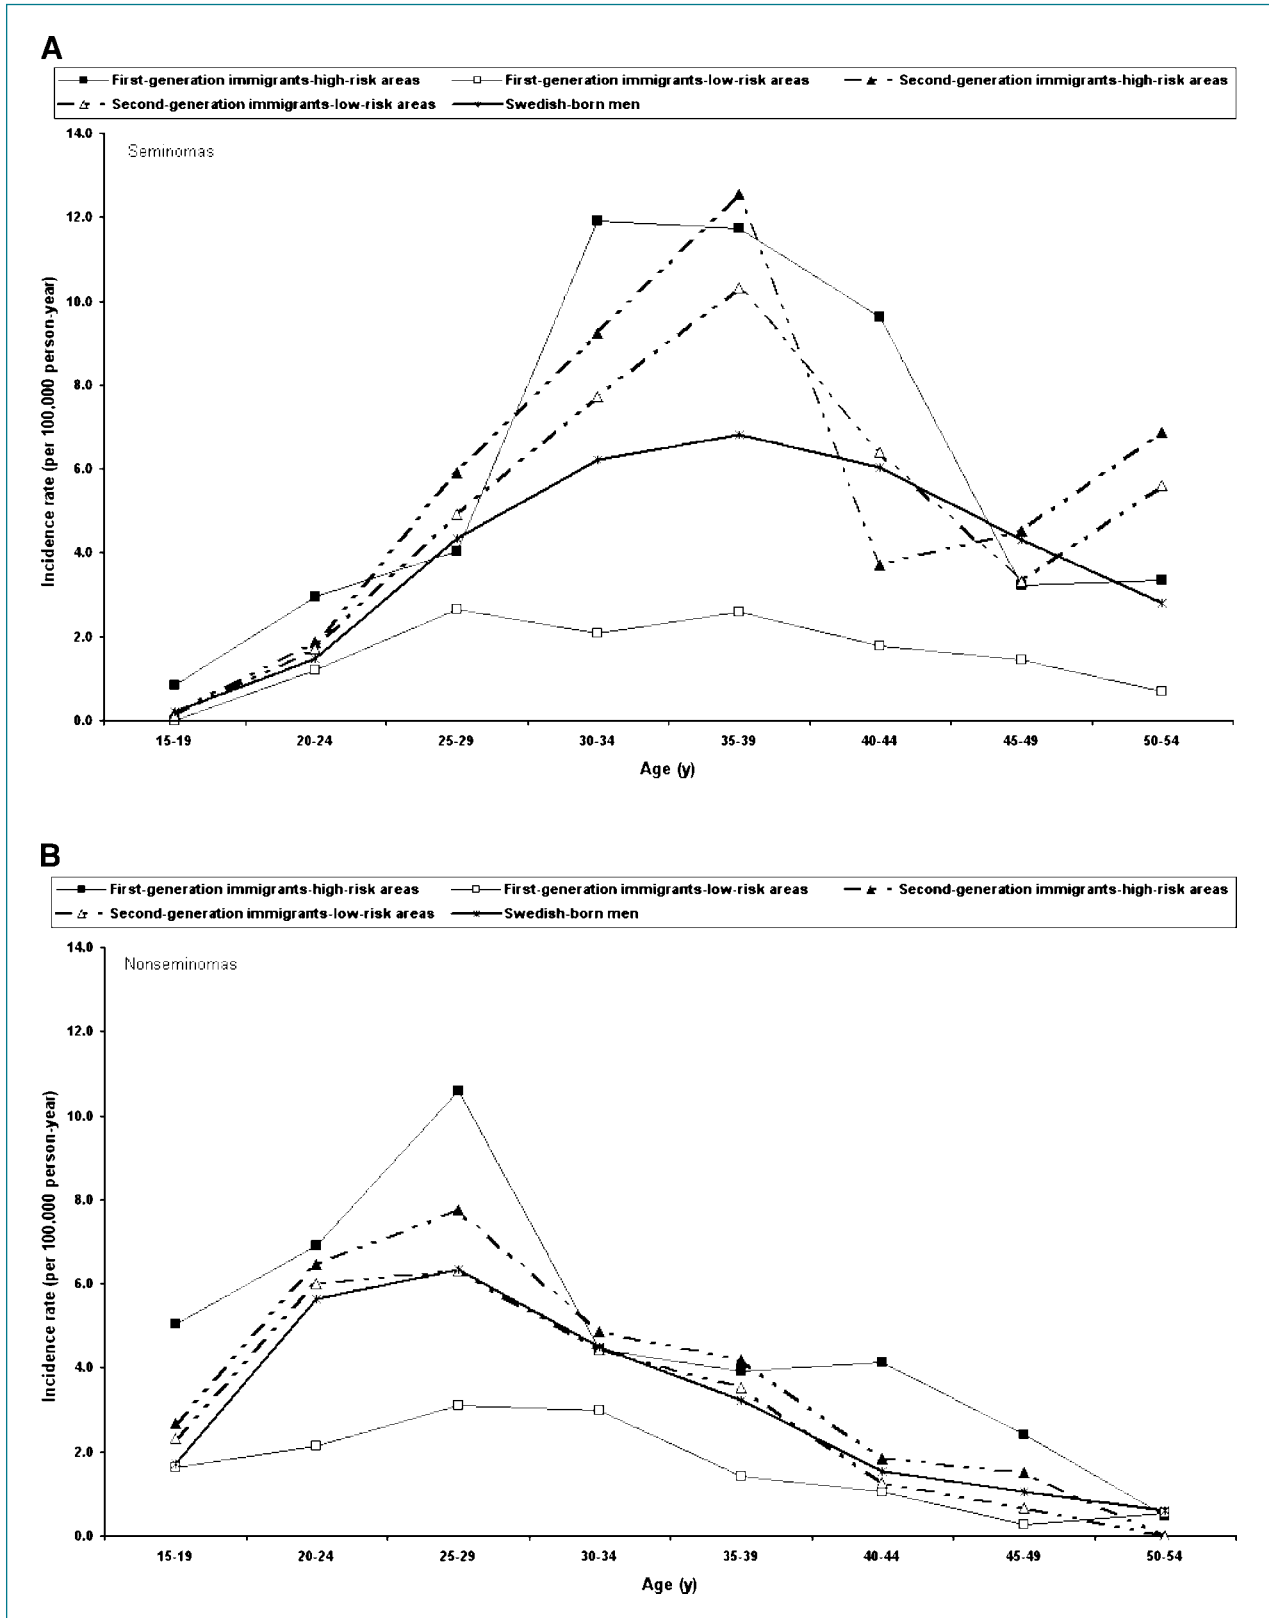 A
First-generation immigrants-high-risk areas First-generation immigrants-low-risk areas Second-generation immigrants-high-risk areas
Second-generation immigrants-low-risk areas Swedish-born men
14.0
Seminomas
12.0
10.0
8.0
6.0
4.0
2.0
0.0
Incidence rate (per 100,000 person-year)
15-19 20-24 25-29 30-34 35-39 40-44 45-49 50-54
Age (y)
B
First-generation immigrants-high-risk areas First-generation immigrants-low-risk areas Second-generation immigrants-high-risk areas
Second-generation immigrants-low-risk areas Swedish-born men
14.0
Nonseminomas
12.0
10.0
8.0
6.0
4.0
2.0
0.0
Incidence rate (per 100,000 person-year)
15-19 20-24 25-29 30-34 35-39 40-44 45-49 50-54
Age (y)